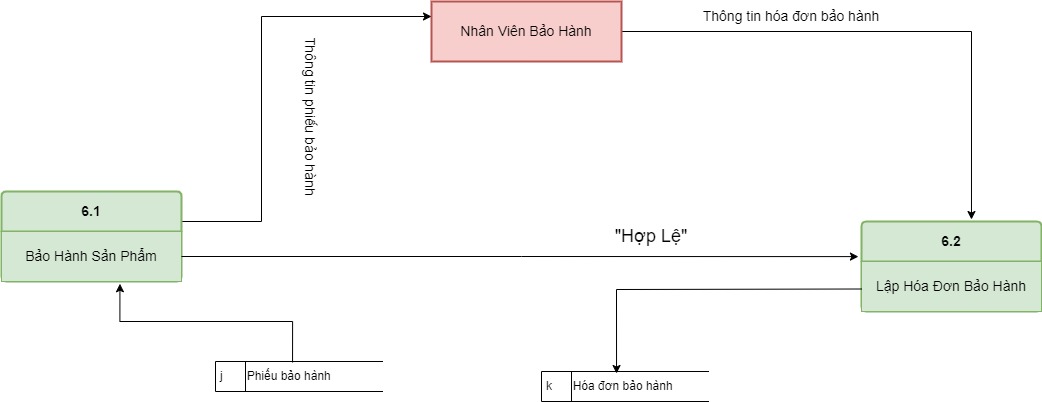 Thông tin hóa đơn bảo hành
Nhân Viên Bảo Hành
Thông tin phiếu bảo hành
6.1
Bảo Hành Sản Phẩm
"Hợp Lệ"
6.2
Lập Hóa Đơn Bảo Hành
j Phiếu bảo hành
k Hóa đơn bảo hành